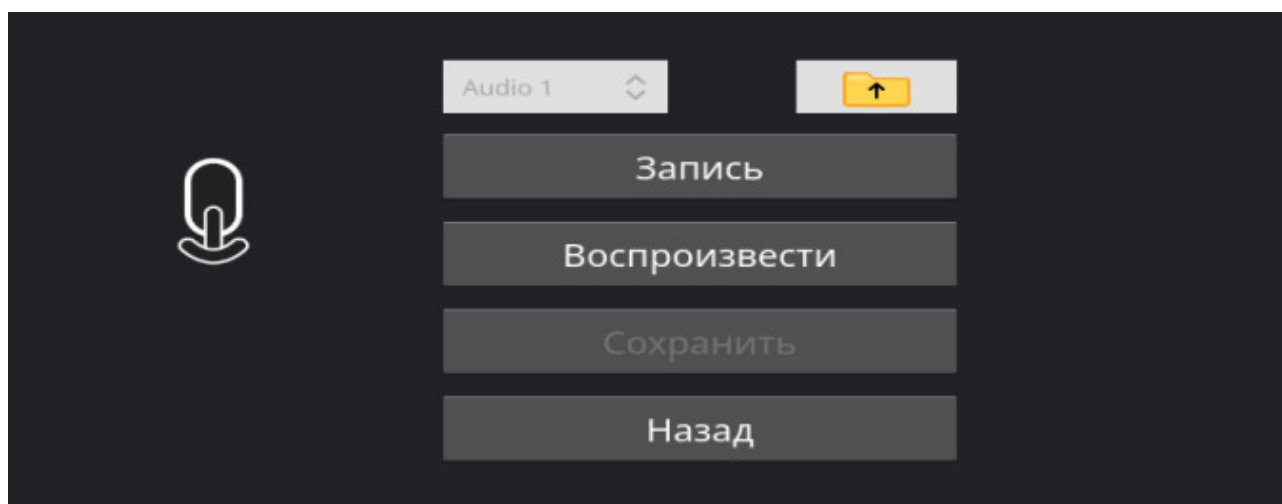 Audio 1
Запись
Воспроизвести
Сохранить
Назад